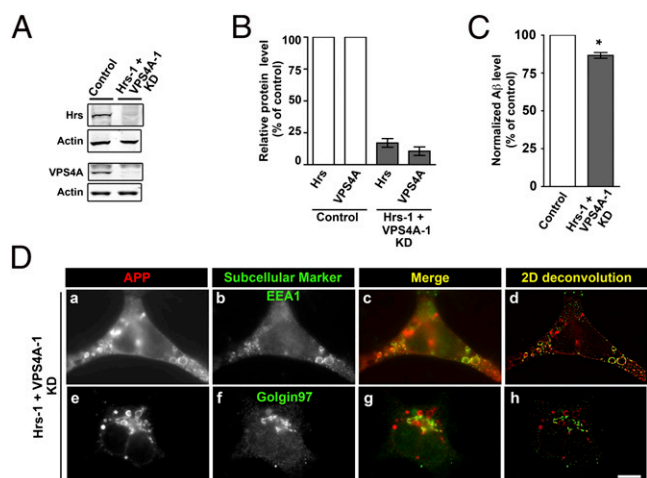 A
Control
Hrs-1 +
VPS4A-1
KD
Hrs
Actin
VPS4A
Actin
B
Relative protein level
(% of control)
100
75
50
25
0
Hrs
VPS4A
Hrs
VPS4A
Control
Hrs-1 +
VPS4A-1
KD
C
Normalized Aβ level
(% of control)
100
75
50
25
0
*
Control
Hrs-1 +
VPS4A-1
KD
D
APP
Subcellular Marker
Merge
2D deconvolution
Hrs-1 + VPS4A-1
KD
a
b
EEA1
c
d
e
f
Golgin97
g
h